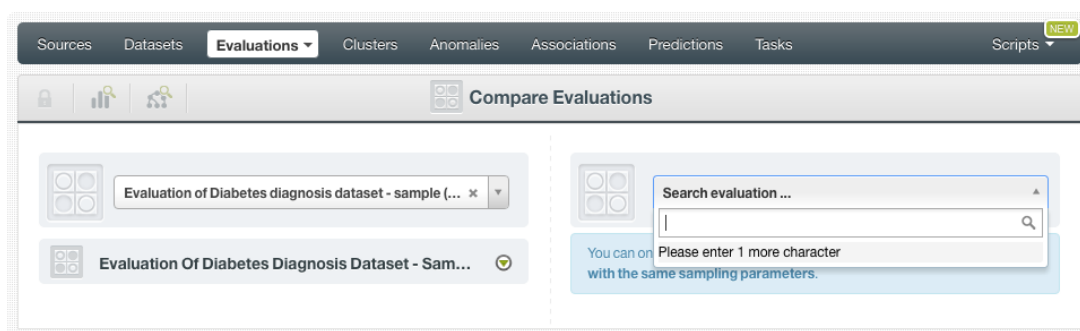 Sources Datasets Evaluations Clusters Anomalies Associations Predictions Tasks Scripts NEW
Compare Evaluations
Evaluation of Diabetes diagnosis dataset - sample (... ×
Search evaluation ...
Please enter 1 more character
Evaluation Of Diabetes Diagnosis Dataset - Sam...
You can on
with the same sampling parameters.